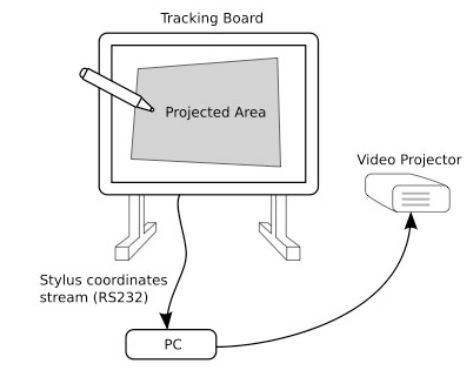 Tracking Board
Projected Area
Video Projector
Stylus coordinates
stream (RS232)
PC